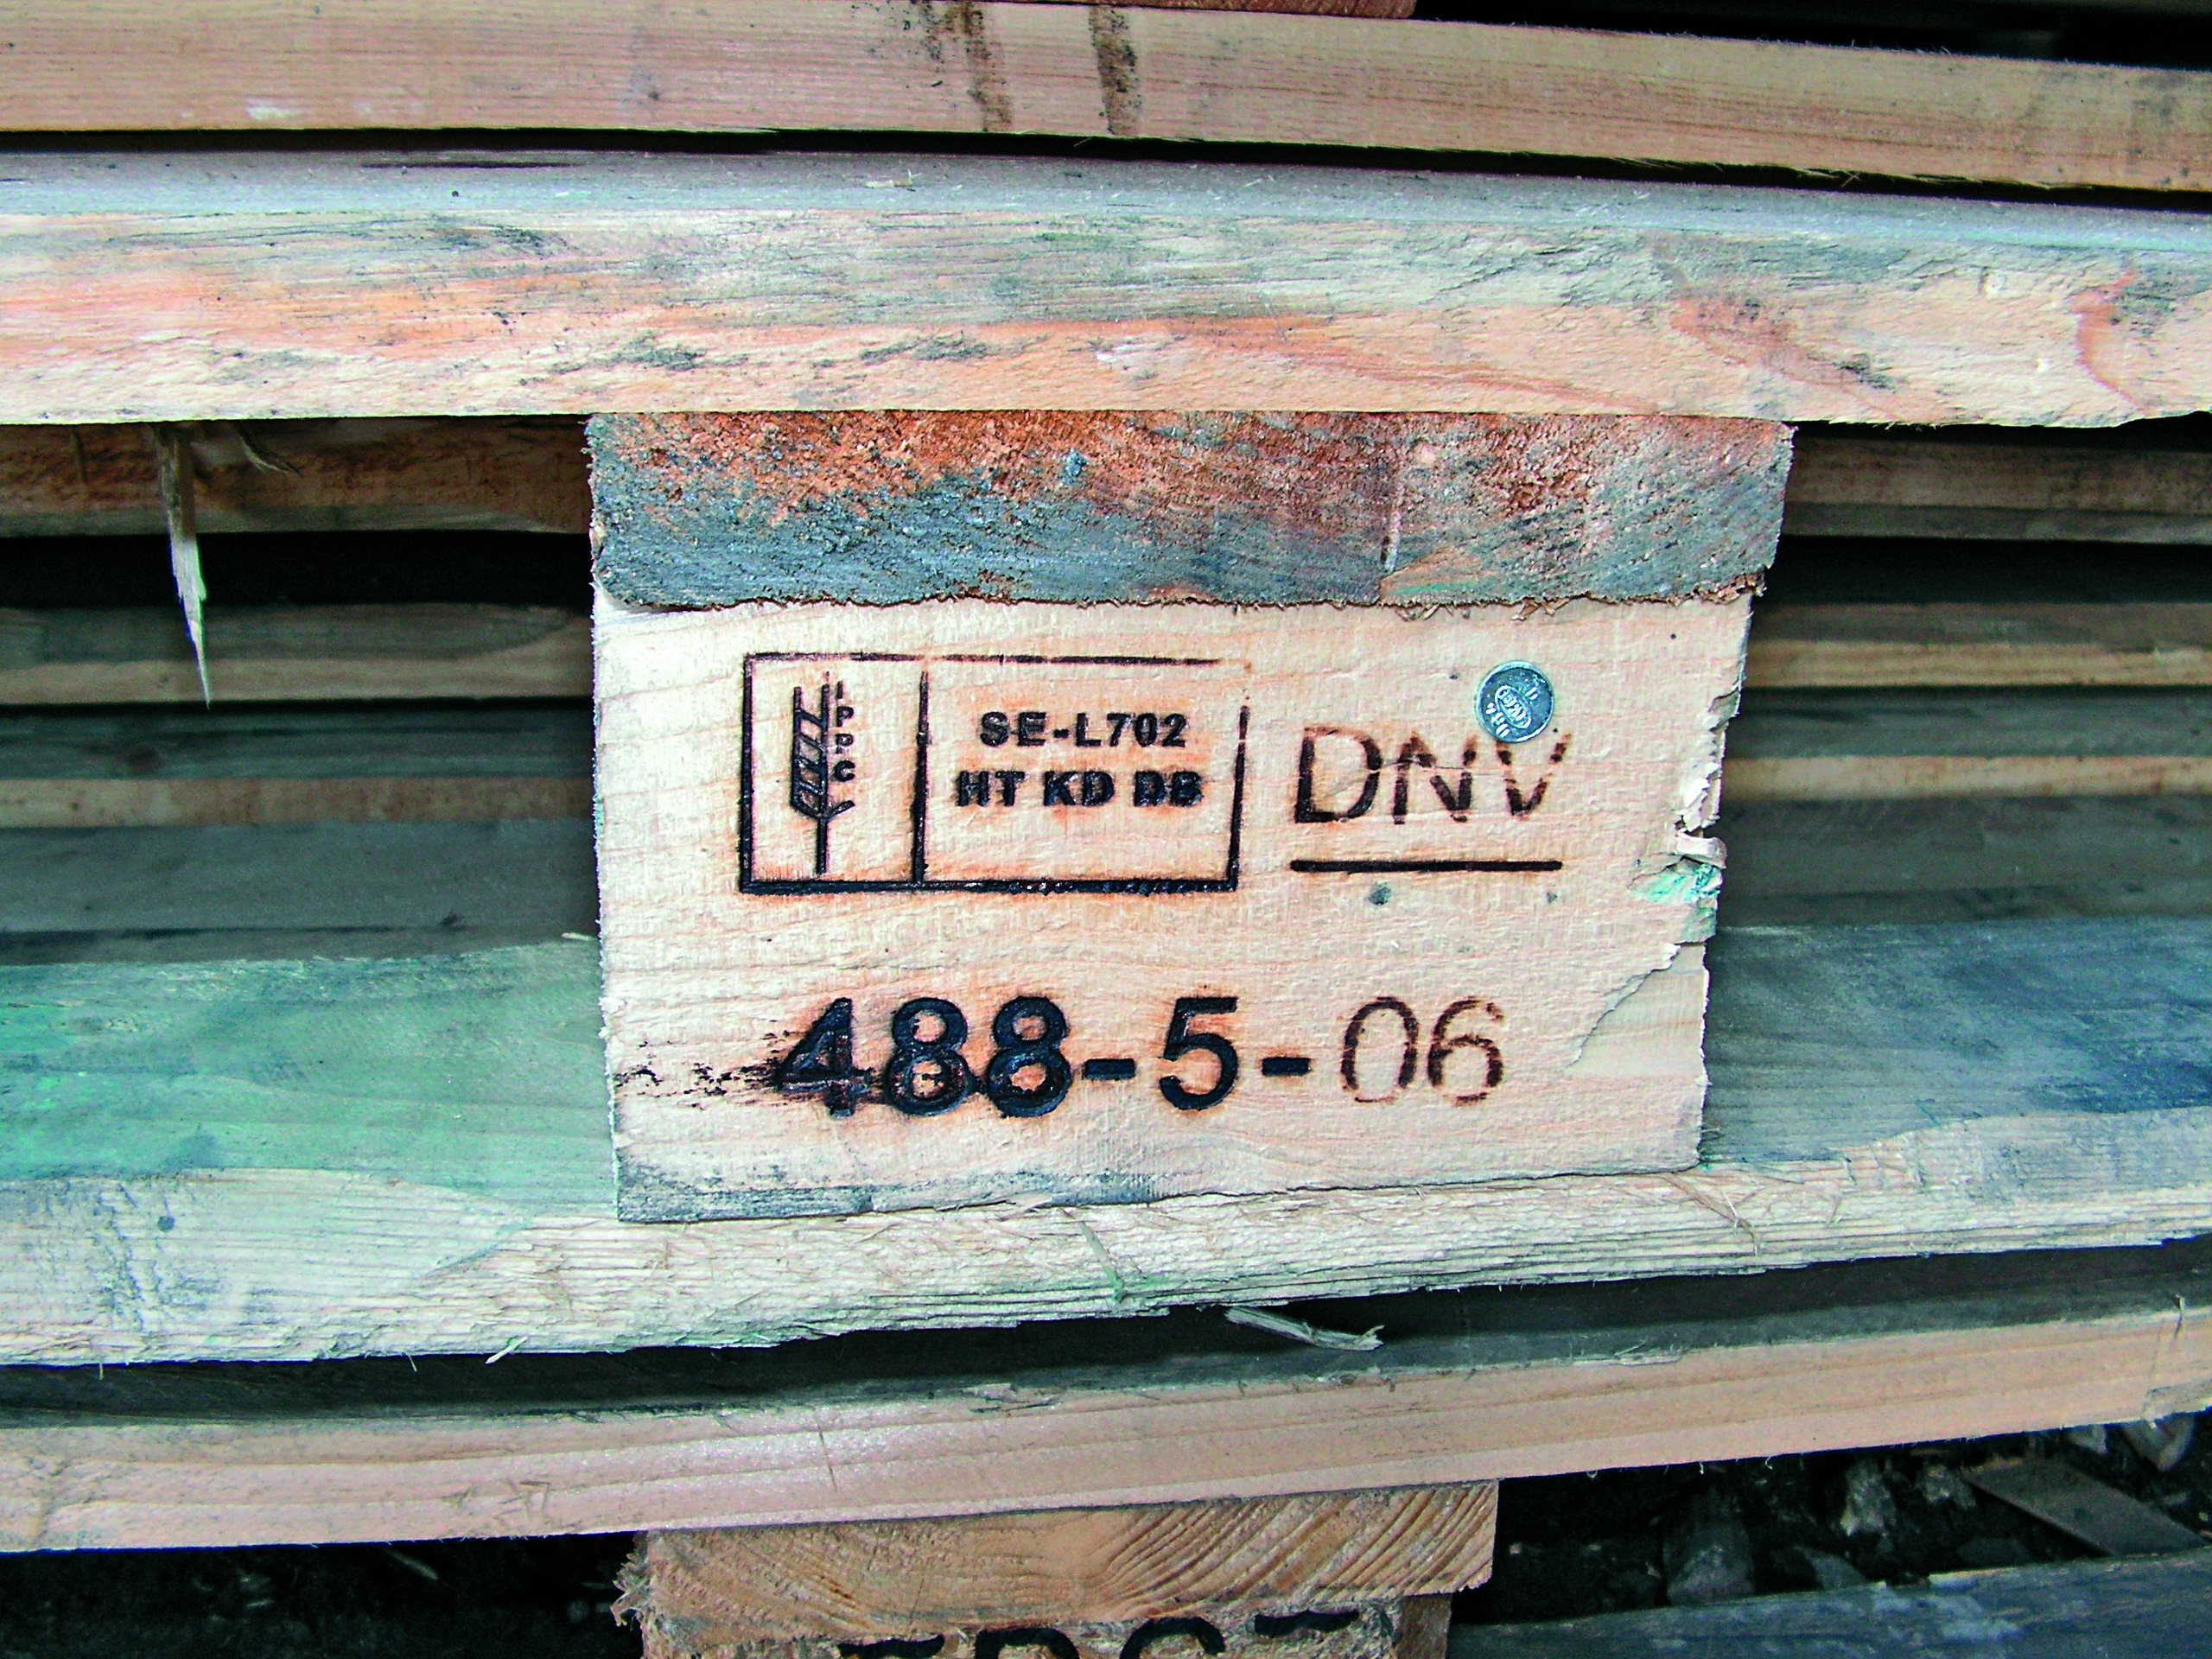 IPPC
SE-L702
HT KD DB
DNV
488-5-06